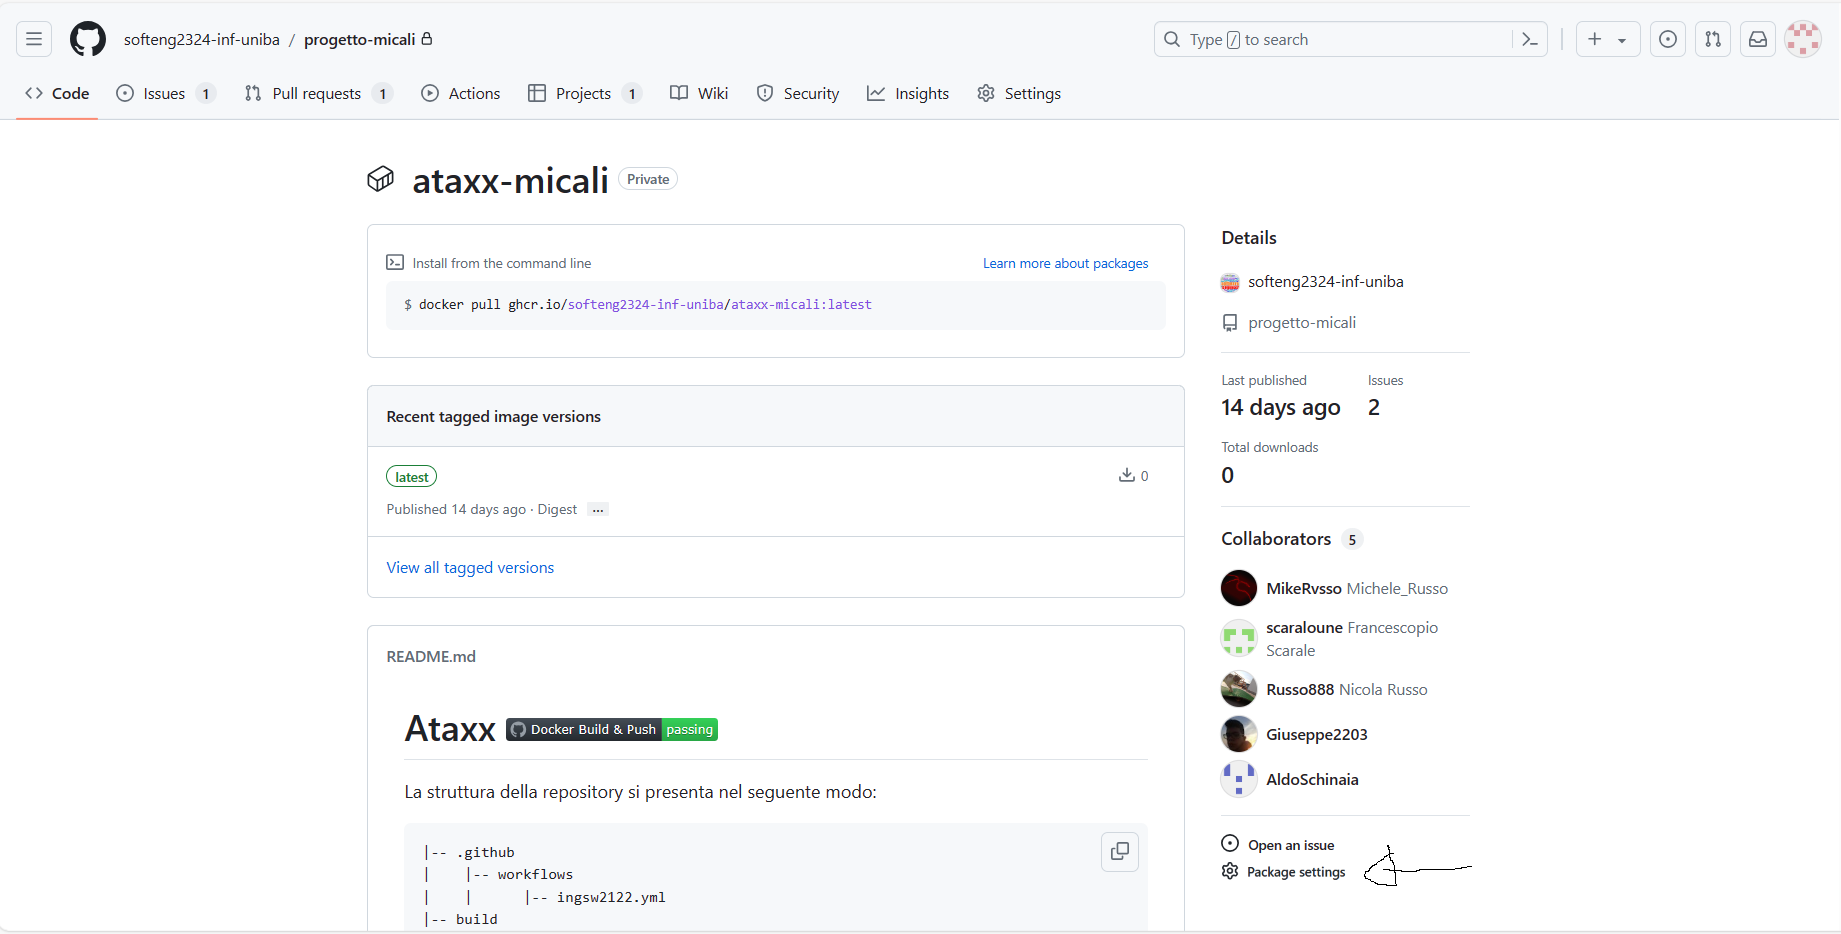 softeng2324-inf-uniba / progetto-micali
Type / to search
Code Issues 1 Pull requests 1 Actions Projects 1 Wiki Security Insights Settings
ataxx-micali Private
Install from the command line Learn more about packages
$ docker pull ghcr.io/softeng2324-inf-uniba/ataxx-micali:latest
Recent tagged image versions
latest 0
Published 14 days ago · Digest ...
View all tagged versions
README.md
Ataxx Docker Build & Push passing
La struttura della repository si presenta nel seguente modo:
|-- .github
| |-- workflows
| | |-- ingsw2122.yml
|-- build
Details
softeng2324-inf-uniba
progetto-micali
Last published Issues
14 days ago 2
Total downloads
0
Collaborators 5
MikeRvsso Michele_Russo
scaraloune Francescopio
Scarale
Russo888 Nicola Russo
Giuseppe2203
AldoSchinaia
Open an issue
Package settings